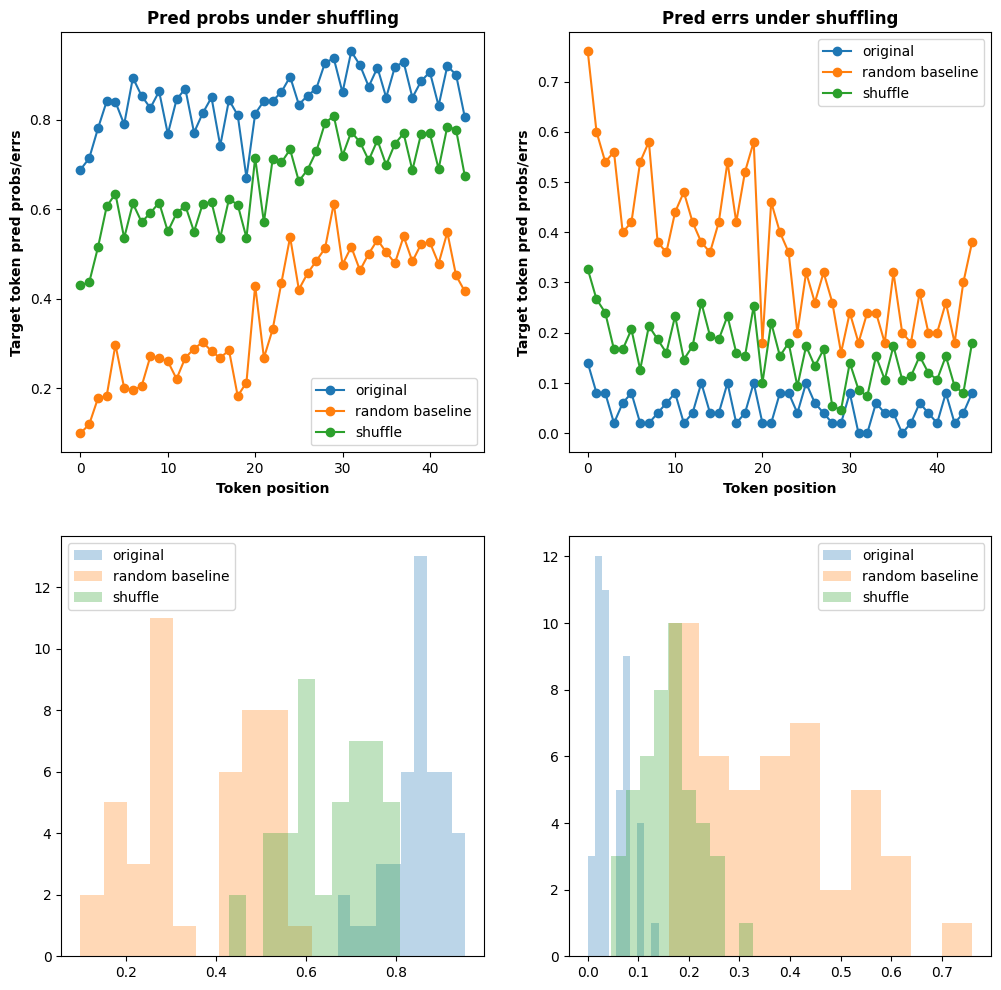 Pred probs under shuffling
Target token pred probs/errs
0.8
0.6
0.4
0.2
original
random baseline
shuffle
0 10 20 30 40
Token position
Pred errs under shuffling
Target token pred probs/errs
0.7
0.6
0.5
0.4
0.3
0.2
0.1
0.0
original
random baseline
shuffle
0 10 20 30 40
Token position
12
10
8
6
4
2
0
original
random baseline
shuffle
0.2 0.4 0.6 0.8
12
10
8
6
4
2
0
original
random baseline
shuffle
0.0 0.1 0.2 0.3 0.4 0.5 0.6 0.7